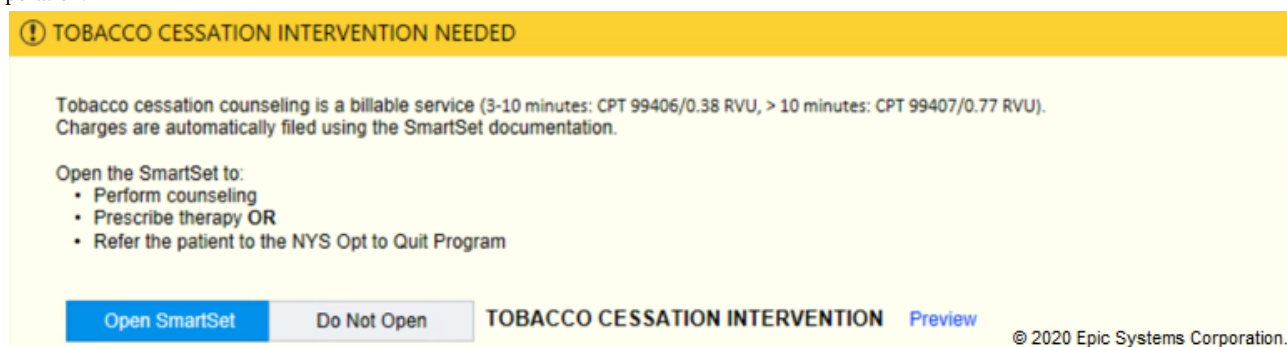 TOBACCO CESSATION INTERVENTION NEEDED
Tobacco cessation counseling is a billable service (3-10 minutes: CPT 99406/0.38 RVU, > 10 minutes: CPT 99407/0.77 RVU).
Charges are automatically filed using the SmartSet documentation.
Open the SmartSet to:
• Perform counseling
• Prescribe therapy OR
• Refer the patient to the NYS Opt to Quit Program
Open SmartSet Do Not Open TOBACCO CESSATION INTERVENTION Preview
© 2020 Epic Systems Corporation.